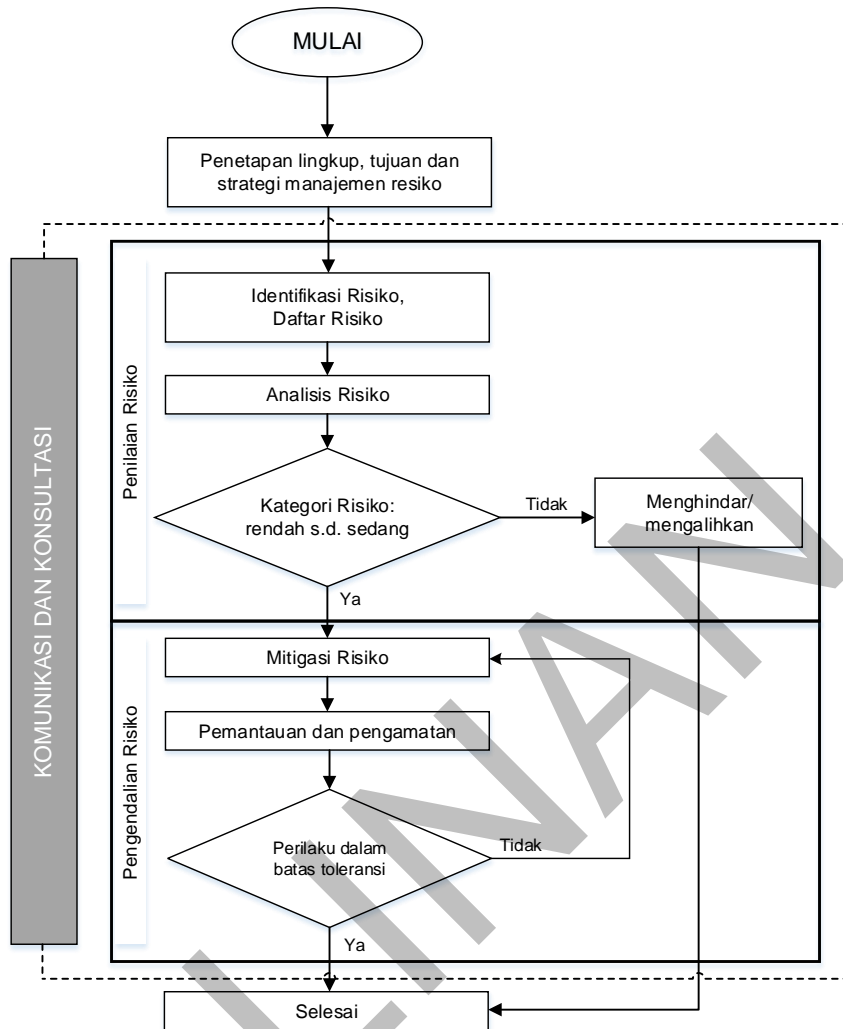 MULAI
Penetapan lingkup, tujuan dan
strategi manajemen resiko
KOMUNIKASI DAN KONSULTASI
Penilaian Risiko
Identifikasi Risiko,
Daftar Risiko
Analisis Risiko
Kategori Risiko:
rendah s.d. sedang
Tidak
Menghindar/
mengalihkan
Ya
Pengendalian Risiko
Mitigasi Risiko
Pemantauan dan pengamatan
Perilaku dalam
batas toleransi
Tidak
Ya
Selesai
LINAN